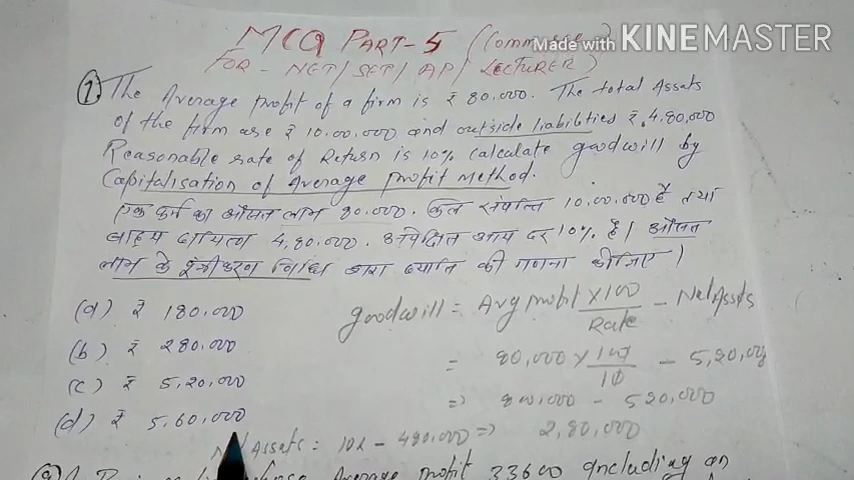 MCQ PART-5 (Commerce)
Made with KINEMASTER
FOR - NET/ SET/ AP/ LECTURER)
1. The Average profit of a firm is ₹ 80,000. The total Assets
of the firm are ₹ 10,00,000 and outside liabilities ₹ 4,80,000
Reasonable rate of Return is 10% calculate goodwill by
Capitalisation of Average profit method.
एक फर्म का औसत लाभ 80,000. कुल संपत्ति 10,00,000 है तथा
बाह्य दायित्व 4,80,000. अपेक्षित आय दर 10% है। औसत
लाभ के पूंजीकरण विधि द्वारा ख्याति की गणना कीजिए।
(a) ₹ 180,000
(b) ₹ 280,000
(c) ₹ 5,20,000
(d) ₹ 5,60,000
goodwill = Avg profit × 100 / Rate - Net Assets
= 80,000 × 100 / 10 - 5,20,000
=> 800,000 - 520,000
Net Assets = 10L - 480,000 => 2,80,000
Average profit 33600 including an